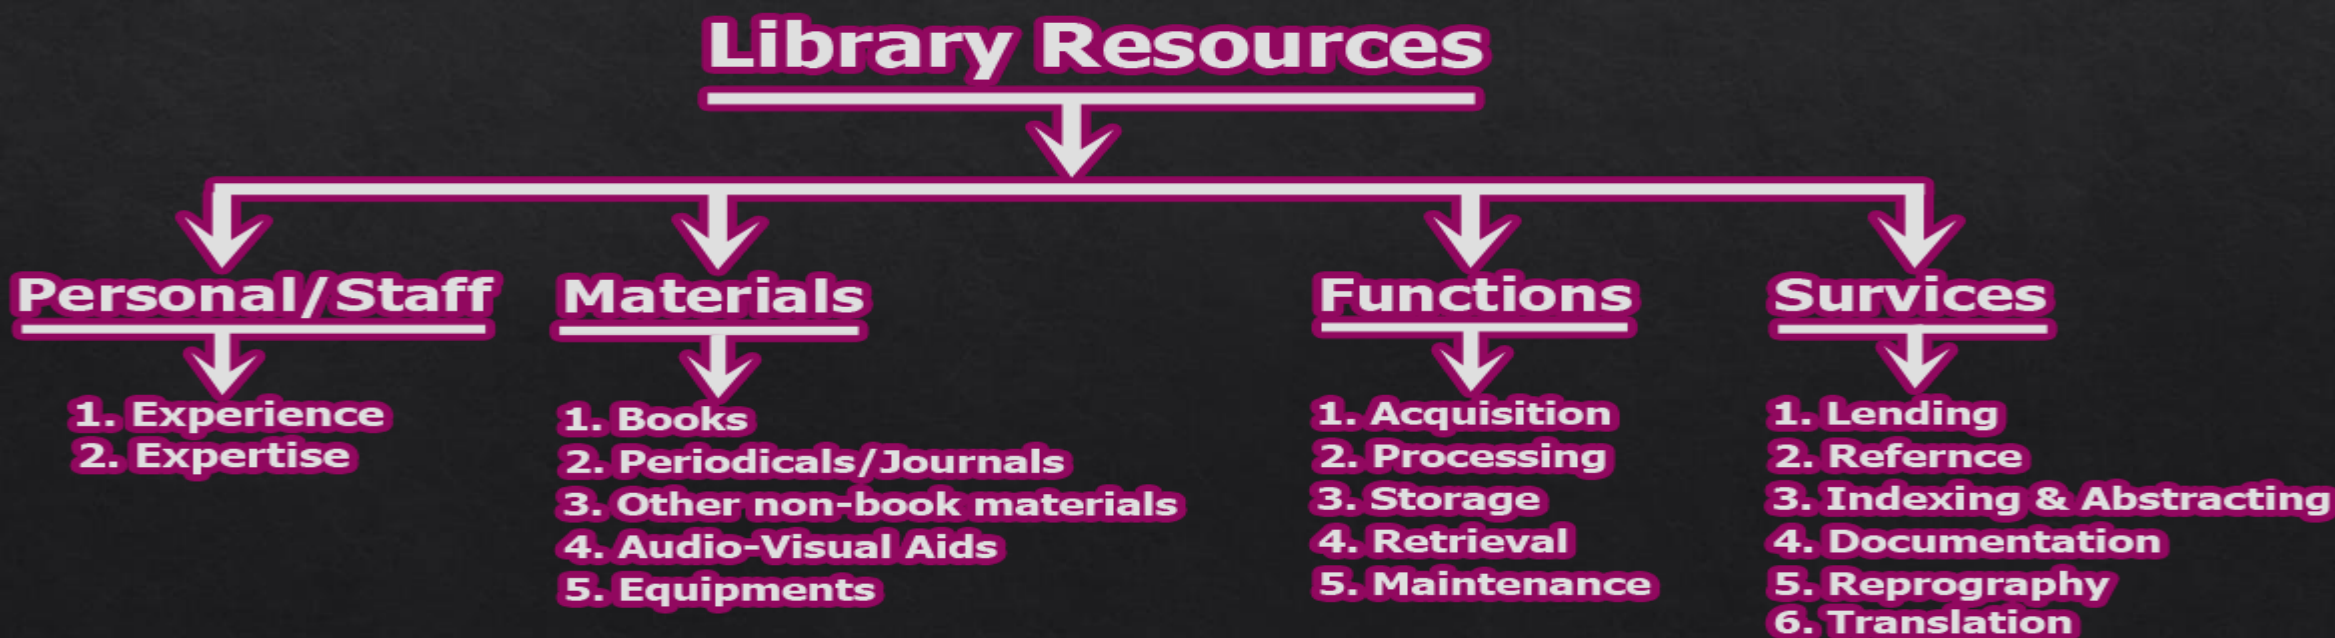 Library Resources
Personal/Staff
1. Experience
2. Expertise
Materials
1. Books
2. Periodicals/Journals
3. Other non-book materials
4. Audio-Visual Aids
5. Equipments
Functions
1. Acquisition
2. Processing
3. Storage
4. Retrieval
5. Maintenance
Survices
1. Lending
2. Refernce
3. Indexing & Abstracting
4. Documentation
5. Reprography
6. Translation